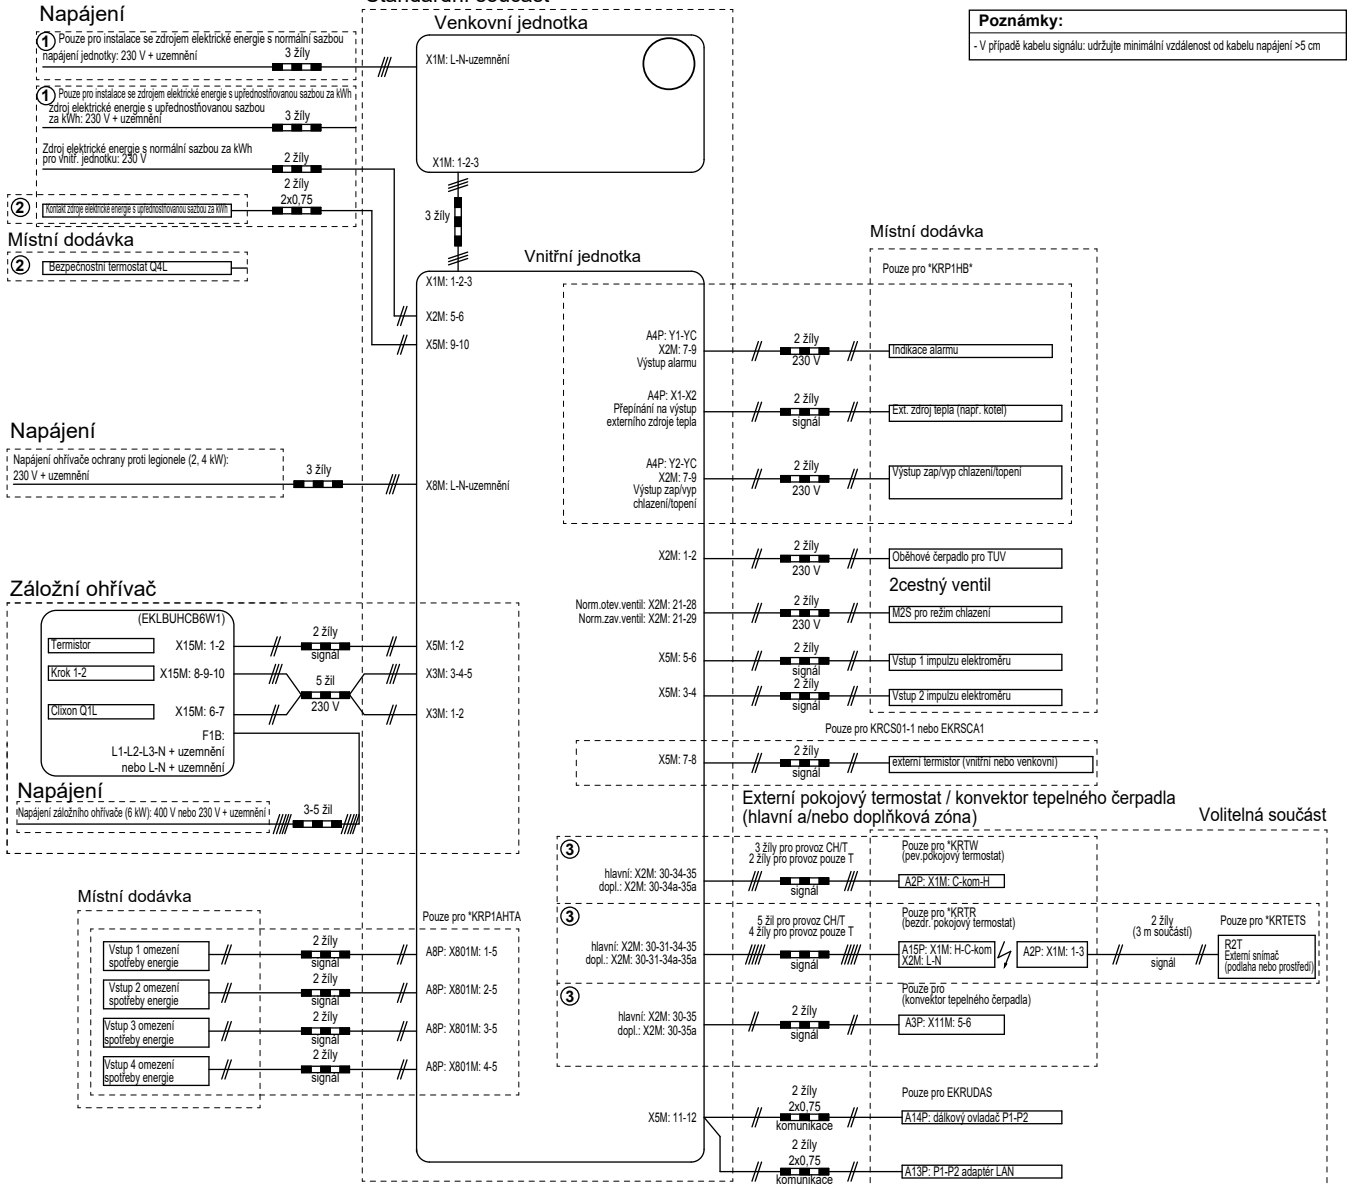 Napájení
Standardní součást
Venkovní jednotka
Poznámky:
- V případě kabelu signálu: udržujte minimální vzdálenost od kabelu napájení >5 cm
① Pouze pro instalace se zdrojem elektrické energie s normální sazbou
napájení jednotky: 230 V + uzemnění
3 žíly
X1M: L-N-uzemnění
① Pouze pro instalace se zdrojem elektrické energie s upřednostňovanou sazbou za kWh
zdroj elektrické energie s upřednostňovanou sazbou
za kWh: 230 V + uzemnění
3 žíly
Zdroj elektrické energie s normální sazbou za kWh
pro vnitř. jednotku: 230 V
2 žíly
X1M: 1-2-3
2 žíly
2x0,75
② Kontakt zdroje elektrické energie s upřednostňovanou sazbou za kWh
3 žíly
Místní dodávka
② Bezpečnostní termostat Q4L
Vnitřní jednotka
X1M: 1-2-3
X2M: 5-6
X5M: 9-10
Místní dodávka
Pouze pro *KRP1HB*
A4P: Y1-YC
X2M: 7-9
Výstup alarmu
2 žíly
230 V
Indikace alarmu
A4P: X1-X2
Přepínání na výstup
externího zdroje tepla
2 žíly
signál
Ext. zdroj tepla (např. kotel)
A4P: Y2-YC
X2M: 7-9
Výstup zap/vyp
chlazení/topení
2 žíly
230 V
Výstup zap/vyp chlazení/topení
Napájení
Napájení ohřívače ochrany proti legionele (2, 4 kW):
230 V + uzemnění
3 žíly
X8M: L-N-uzemnění
X2M: 1-2
2 žíly
230 V
Oběhové čerpadlo pro TUV
2cestný ventil
Norm.otev.ventil: X2M: 21-28
Norm.zav.ventil: X2M: 21-29
2 žíly
230 V
M2S pro režim chlazení
X5M: 5-6
2 žíly
signál
Vstup 1 impulzu elektroměru
X5M: 3-4
2 žíly
signál
Vstup 2 impulzu elektroměru
Záložní ohřívač
(EKLBUHCB6W1)
Termistor
X15M: 1-2
2 žíly
signál
X5M: 1-2
Krok 1-2
X15M: 8-9-10
5 žil
230 V
X3M: 3-4-5
Clixon Q1L
X15M: 6-7
X3M: 1-2
F1B:
L1-L2-L3-N + uzemnění
nebo L-N + uzemnění
Napájení
Napájení záložního ohřívače (6 kW): 400 V nebo 230 V + uzemnění
3-5 žil
Pouze pro KRCS01-1 nebo EKRSCA1
X5M: 7-8
2 žíly
signál
externí termistor (vnitřní nebo venkovní)
Externí pokojový termostat / konvektor tepelného čerpadla
(hlavní a/nebo doplňková zóna)
Volitelná součást
③
hlavní: X2M: 30-34-35
dopl.: X2M: 30-34a-35a
3 žíly pro provoz CH/T
2 žíly pro provoz pouze T
signál
Pouze pro *KRTW
(pev.pokojový termostat)
A2P: X1M: C-kom-H
③
hlavní: X2M: 30-31-34-35
dopl.: X2M: 30-31-34a-35a
5 žil pro provoz CH/T
4 žíly pro provoz pouze T
signál
Pouze pro *KRTR
(bezdr. pokojový termostat)
A15P: X1M: H-C-kom
X2M: L-N
A2P: X1M: 1-3
2 žíly
(3 m součástí)
signál
Pouze pro *KRTETS
R2T
Externí snímač
(podlaha nebo prostředí)
③
hlavní: X2M: 30-35
dopl.: X2M: 30-35a
2 žíly
signál
Pouze pro
(konvektor tepelného čerpadla)
A3P: X11M: 5-6
Místní dodávka
Pouze pro *KRP1AHTA
Vstup 1 omezení
spotřeby energie
2 žíly
signál
A8P: X801M: 1-5
Vstup 2 omezení
spotřeby energie
2 žíly
signál
A8P: X801M: 2-5
Vstup 3 omezení
spotřeby energie
2 žíly
signál
A8P: X801M: 3-5
Vstup 4 omezení
spotřeby energie
2 žíly
signál
A8P: X801M: 4-5
X5M: 11-12
2 žíly
2x0,75
komunikace
Pouze pro EKRUDAS
A14P: dálkový ovladač P1-P2
2 žíly
2x0,75
komunikace
A13P: P1-P2 adaptér LAN